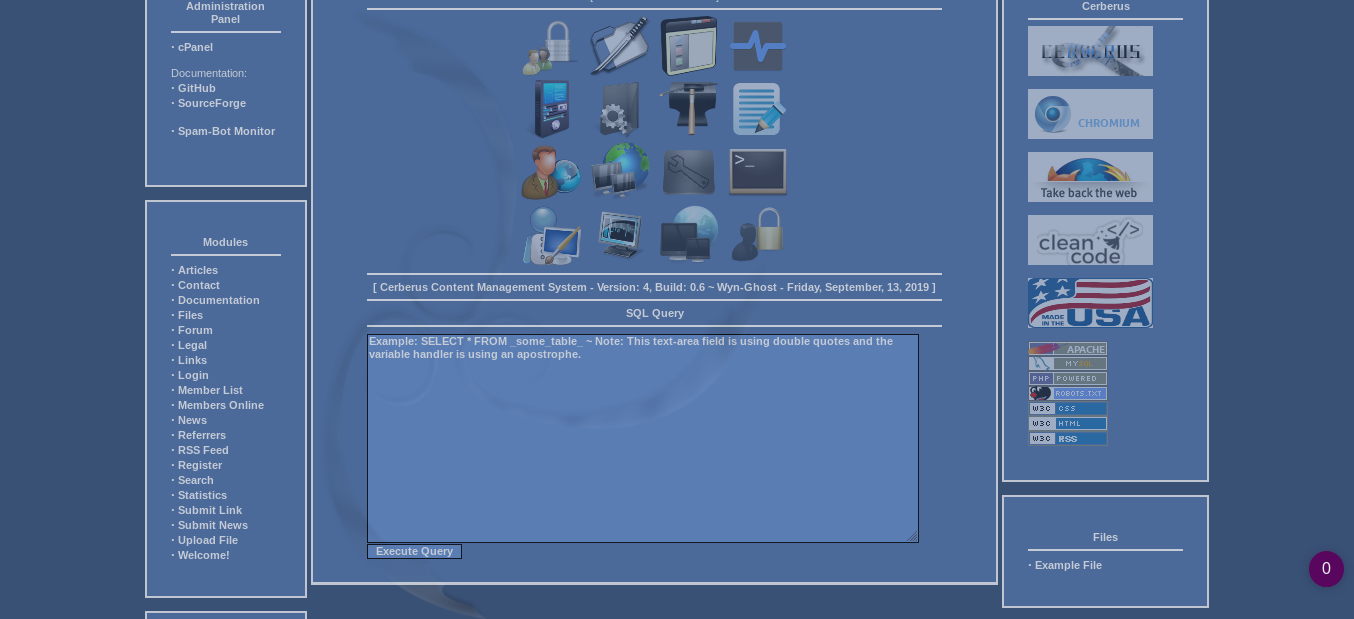 Administration
Panel
· cPanel
Documentation:
· GitHub
· SourceForge
· Spam-Bot Monitor
Modules
· Articles
· Contact
· Documentation
· Files
· Forum
· Legal
· Links
· Login
· Member List
· Members Online
· News
· Referrers
· RSS Feed
· Register
· Search
· Statistics
· Submit Link
· Submit News
· Upload File
· Welcome!
>_
[ Cerberus Content Management System - Version: 4, Build: 0.6 ~ Wyn-Ghost - Friday, September, 13, 2019 ]
SQL Query
Example: SELECT * FROM _some_table_ ~ Note: This text-area field is using double quotes and the
variable handler is using an apostrophe.
Execute Query
Cerberus
CERBERUS
CHROMIUM
Take back the web
clean </>
code
MADE
IN THE USA
APACHE
PHP POWERED
ROBOTS.TXT
W3C CSS
W3C HTML
W3C RSS
Files
· Example File
0